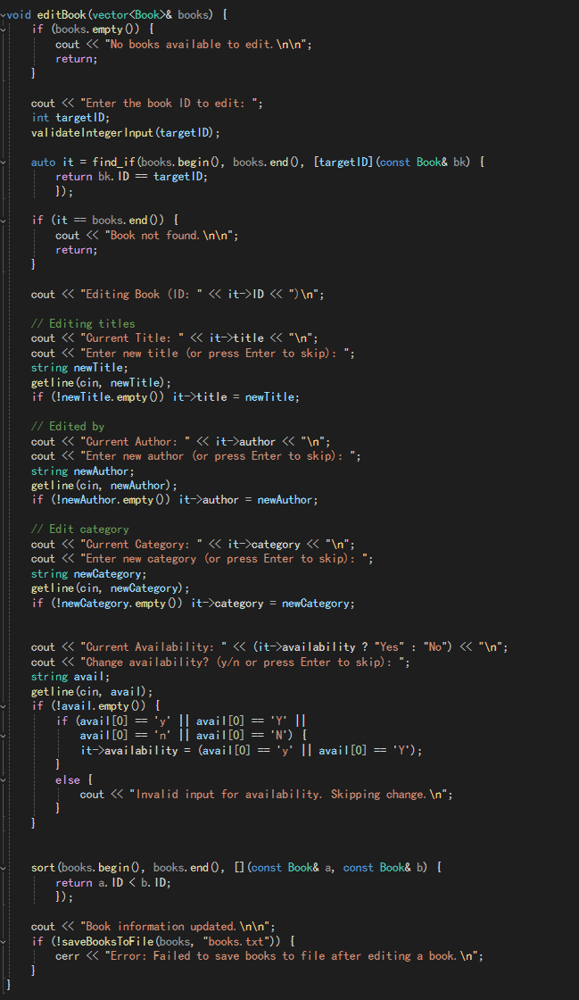 void editBook(vector<Book>& books) {
    if (books.empty()) {
        cout << "No books available to edit.\n\n";
        return;
    }

    cout << "Enter the book ID to edit: ";
    int targetID;
    validateIntegerInput(targetID);

    auto it = find_if(books.begin(), books.end(), [targetID](const Book& bk) {
        return bk.ID == targetID;
        });

    if (it == books.end()) {
        cout << "Book not found.\n\n";
        return;
    }

    cout << "Editing Book (ID: " << it->ID << ")\n";

    // Editing titles
    cout << "Current Title: " << it->title << "\n";
    cout << "Enter new title (or press Enter to skip): ";
    string newTitle;
    getline(cin, newTitle);
    if (!newTitle.empty()) it->title = newTitle;

    // Edited by
    cout << "Current Author: " << it->author << "\n";
    cout << "Enter new author (or press Enter to skip): ";
    string newAuthor;
    getline(cin, newAuthor);
    if (!newAuthor.empty()) it->author = newAuthor;

    // Edit category
    cout << "Current Category: " << it->category << "\n";
    cout << "Enter new category (or press Enter to skip): ";
    string newCategory;
    getline(cin, newCategory);
    if (!newCategory.empty()) it->category = newCategory;


    cout << "Current Availability: " << (it->availability ? "Yes" : "No") << "\n";
    cout << "Change availability? (y/n or press Enter to skip): ";
    string avail;
    getline(cin, avail);
    if (!avail.empty()) {
        if (avail[0] == 'y' || avail[0] == 'Y' ||
            avail[0] == 'n' || avail[0] == 'N') {
            it->availability = (avail[0] == 'y' || avail[0] == 'Y');
        }
        else {
            cout << "Invalid input for availability. Skipping change.\n";
        }
    }


    sort(books.begin(), books.end(), [](const Book& a, const Book& b) {
        return a.ID < b.ID;
        });

    cout << "Book information updated.\n\n";
    if (!saveBooksToFile(books, "books.txt")) {
        cerr << "Error: Failed to save books to file after editing a book.\n";
    }
}